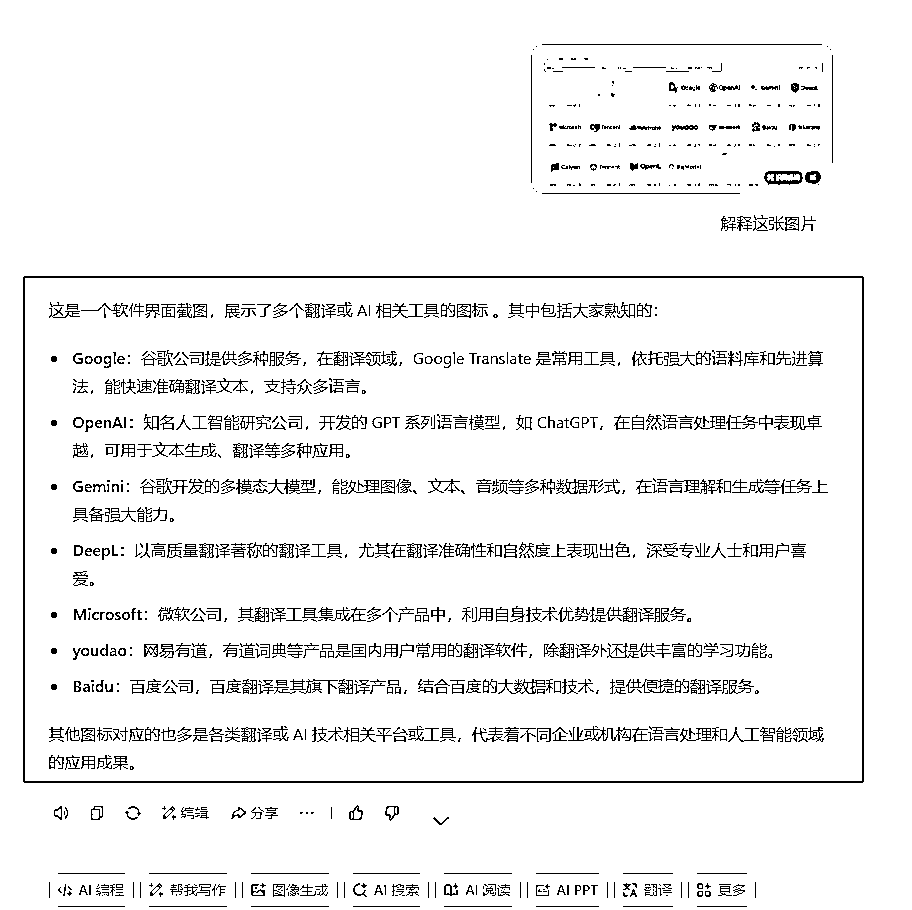 Google OpenAI Gemini DeepL
Microsoft Tencent youdao Baidu
Caiyun Tencent OpenL
解释这张图片
这是一个软件界面截图，展示了多个翻译或 AI 相关工具的图标 。其中包括大家熟知的：
• Google：谷歌公司提供多种服务，在翻译领域，Google Translate 是常用工具，依托强大的语料库和先进算
法，能快速准确翻译文本，支持众多语言。
• OpenAI：知名人工智能研究公司，开发的 GPT 系列语言模型，如 ChatGPT，在自然语言处理任务中表现卓
越，可用于文本生成、翻译等多种应用。
• Gemini：谷歌开发的多模态大模型，能处理图像、文本、音频等多种数据形式，在语言理解和生成等任务上
具备强大能力。
• DeepL：以高质量翻译著称的翻译工具，尤其在翻译准确性和自然度上表现出色，深受专业人士和用户喜
爱。
• Microsoft：微软公司，其翻译工具集成在多个产品中，利用自身技术优势提供翻译服务。
• youdao：网易有道，有道词典等产品是国内用户常用的翻译软件，除翻译外还提供丰富的学习功能。
• Baidu：百度公司，百度翻译是其旗下翻译产品，结合百度的大数据和技术，提供便捷的翻译服务。
其他图标对应的也多是各类翻译或 AI 技术相关平台或工具，代表着不同企业或机构在语言处理和人工智能领域
的应用成果。
编辑 分享
AI 编程 帮我写作 图像生成 AI 搜索 AI 阅读 AI PPT 翻译 更多